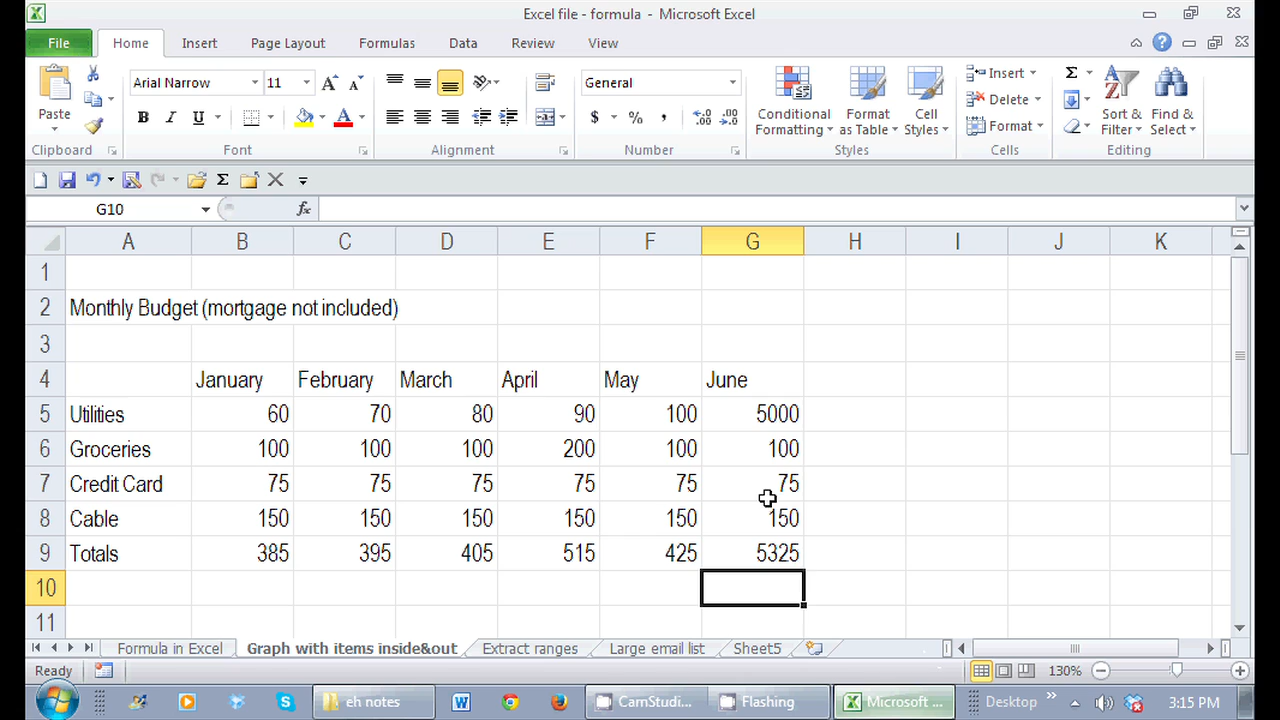 Excel file - formula - Microsoft Excel
File Home Insert Page Layout Formulas Data Review View
Paste
Arial Narrow 11
B I U A
General
$ % ,
Conditional Formatting
Format as Table
Cell Styles
Insert
Delete
Format
Σ
Sort & Filter
Find & Select
Clipboard Font Alignment Number Styles Cells Editing
Σ
G10 fx
A B C D E F G H I J K
1
2 Monthly Budget (mortgage not included)
3
4 January February March April May June
5 Utilities 60 70 80 90 100 5000
6 Groceries 100 100 100 200 100 100
7 Credit Card 75 75 75 75 75 75
8 Cable 150 150 150 150 150 150
9 Totals 385 395 405 515 425 5325
10
11
Formula in Excel Graph with items inside&out Extract ranges Large email list Sheet5
Ready 130%
eh notes CamStudi... Flashing Microsoft ... Desktop 3:15 PM